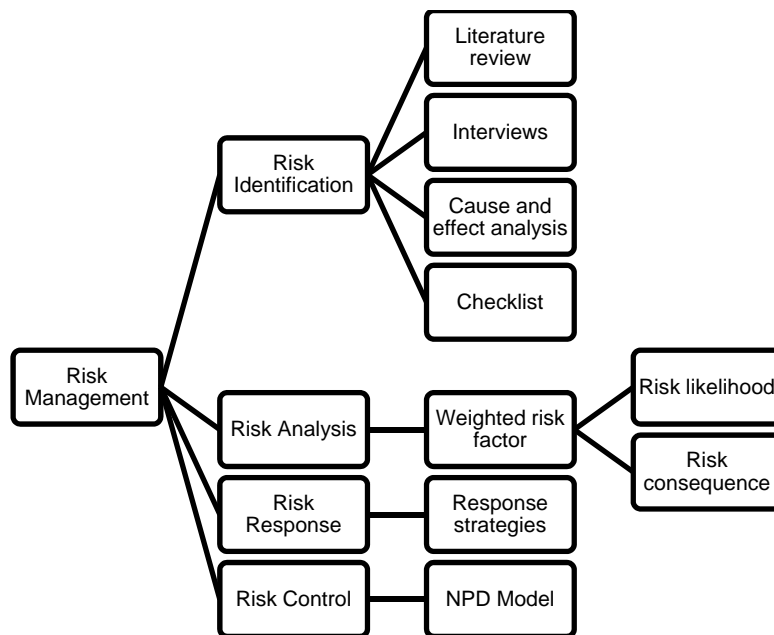 Literature
review
Interviews
Risk
Identification
Cause and
effect analysis
Checklist
Risk
Management
Risk Analysis
Weighted risk
factor
Risk likelihood
Risk
consequence
Risk
Response
Response
strategies
Risk Control
NPD Model